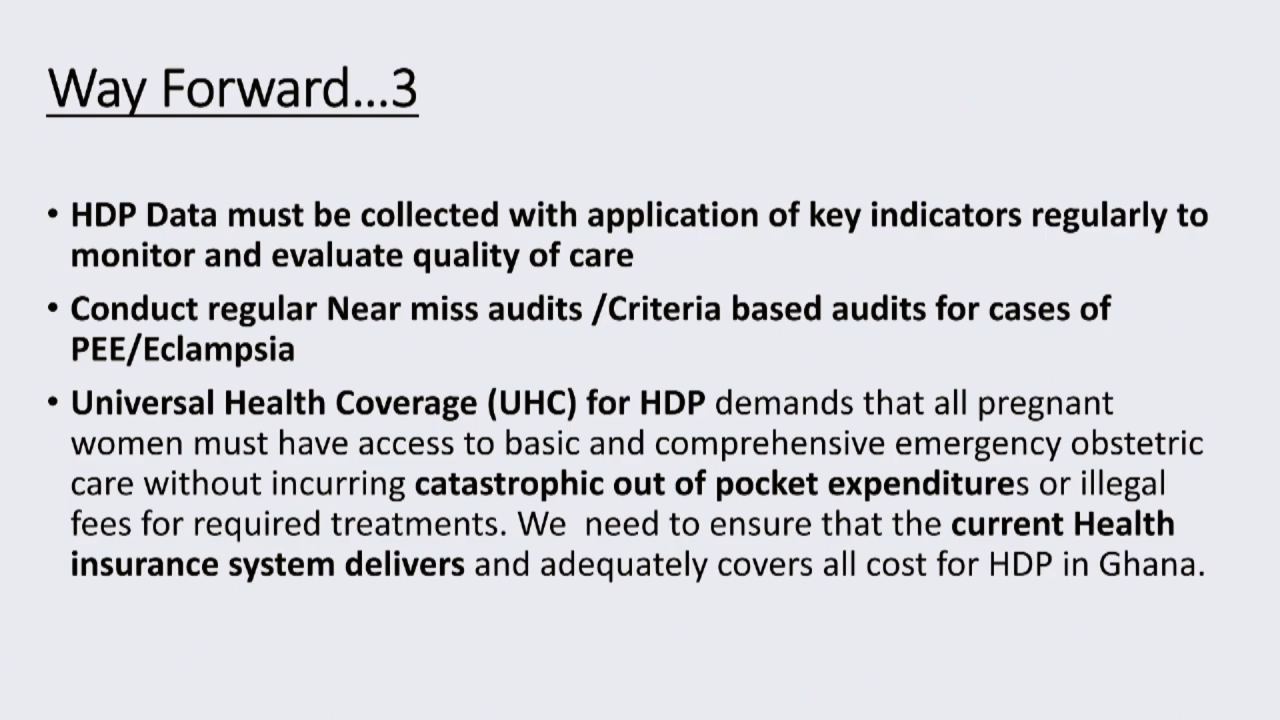 Way Forward...3
• HDP Data must be collected with application of key indicators regularly to
monitor and evaluate quality of care
• Conduct regular Near miss audits /Criteria based audits for cases of
PEE/Eclampsia
• Universal Health Coverage (UHC) for HDP demands that all pregnant
women must have access to basic and comprehensive emergency obstetric
care without incurring catastrophic out of pocket expenditures or illegal
fees for required treatments. We  need to ensure that the current Health
insurance system delivers and adequately covers all cost for HDP in Ghana.